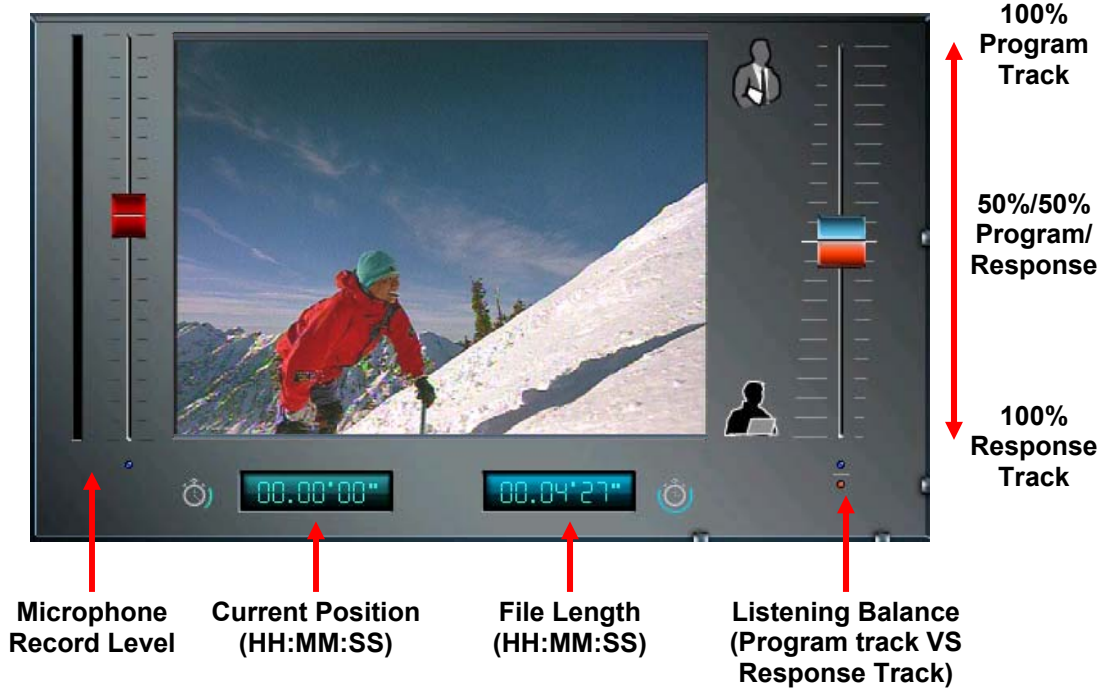 100%
Program
Track
50%/50%
Program/
Response
100%
Response
Track
00.00'00"
00.04'27"
Microphone
Record Level
Current Position
(HH:MM:SS)
File Length
(HH:MM:SS)
Listening Balance
(Program track VS
Response Track)